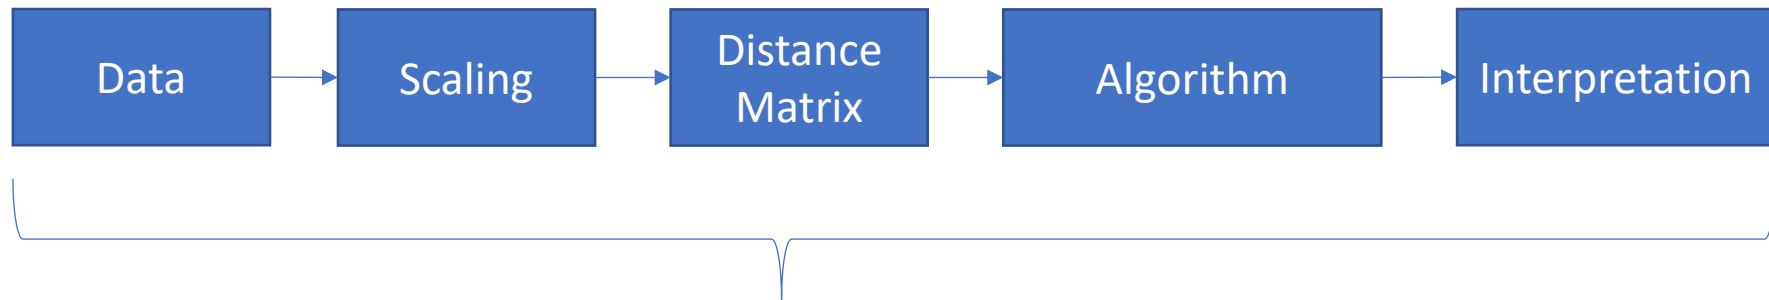 Data
Scaling
Distance
Matrix
Algorithm
Interpretation